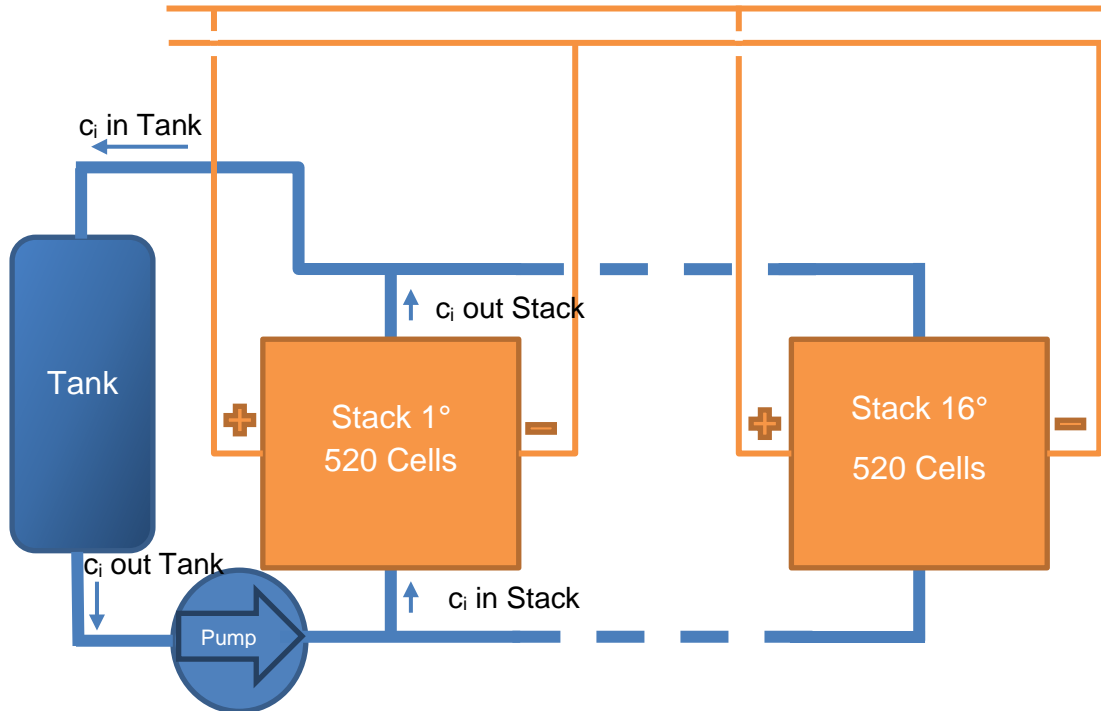 cᵢ in Tank
cᵢ out Stack
Tank
Stack 1°
520 Cells
Stack 16°
520 Cells
cᵢ out Tank
cᵢ in Stack
Pump